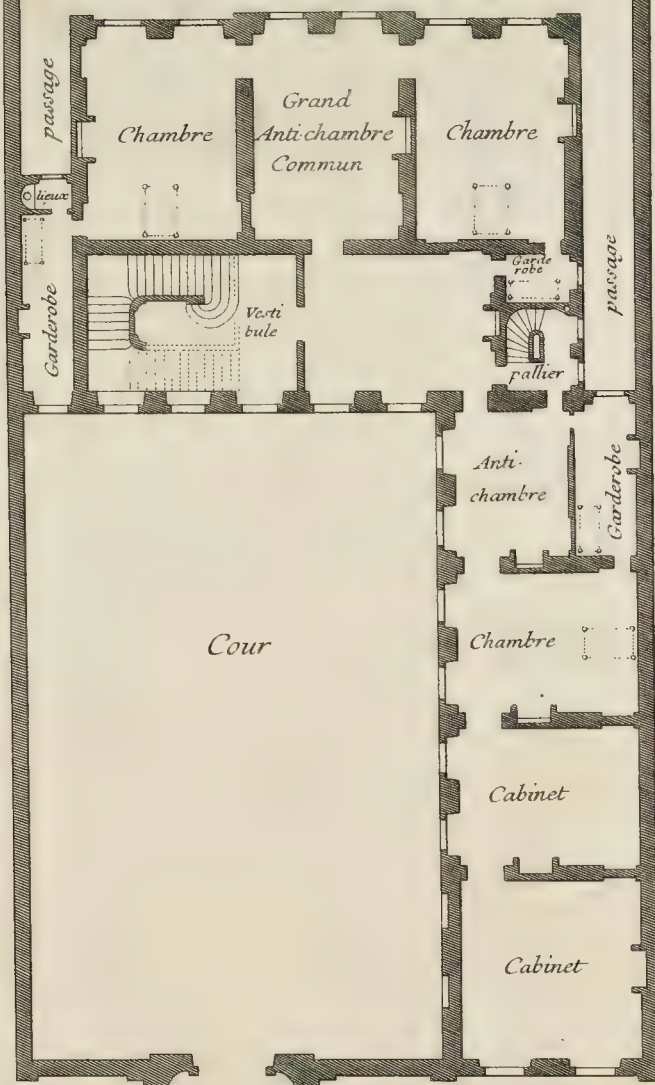 passage
Chambre
Grand
Anti-chambre
Commun
Chambre
lieux
Garderobe
Vesti
bule
Garde
robe
passage
pallier
Anti-
chambre
Garderobe
Cour
Chambre
Cabinet
Cabinet